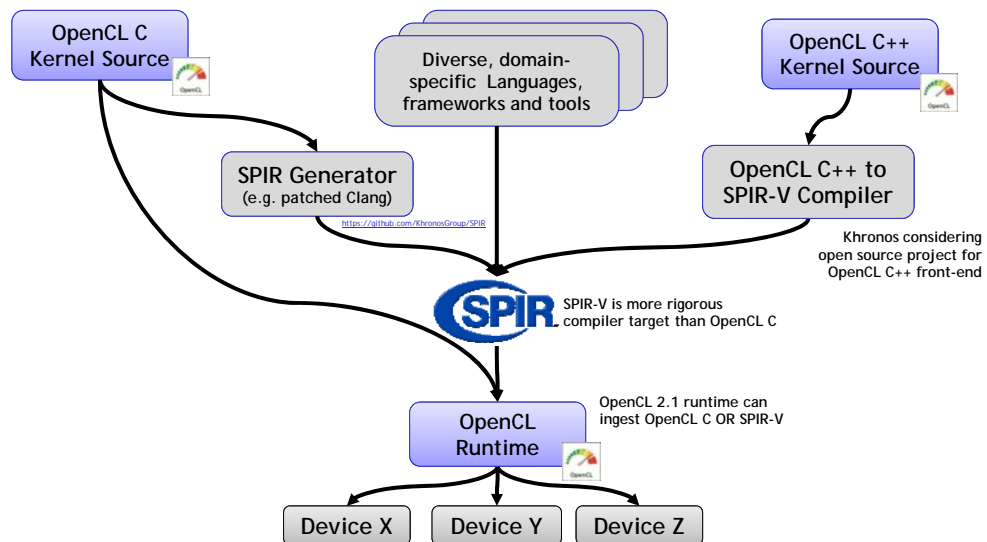 OpenCL C
Kernel Source
OpenCL
Diverse, domain-
specific Languages,
frameworks and tools
OpenCL C++
Kernel Source
OpenCL
SPIR Generator
(e.g. patched Clang)
https://github.com/KhronosGroup/SPIR
OpenCL C++ to
SPIR-V Compiler
Khronos considering
open source project for
OpenCL C++ front-end
SPIR
SPIR-V is more rigorous
compiler target than OpenCL C
OpenCL
Runtime
OpenCL
OpenCL 2.1 runtime can
ingest OpenCL C OR SPIR-V
Device X
Device Y
Device Z